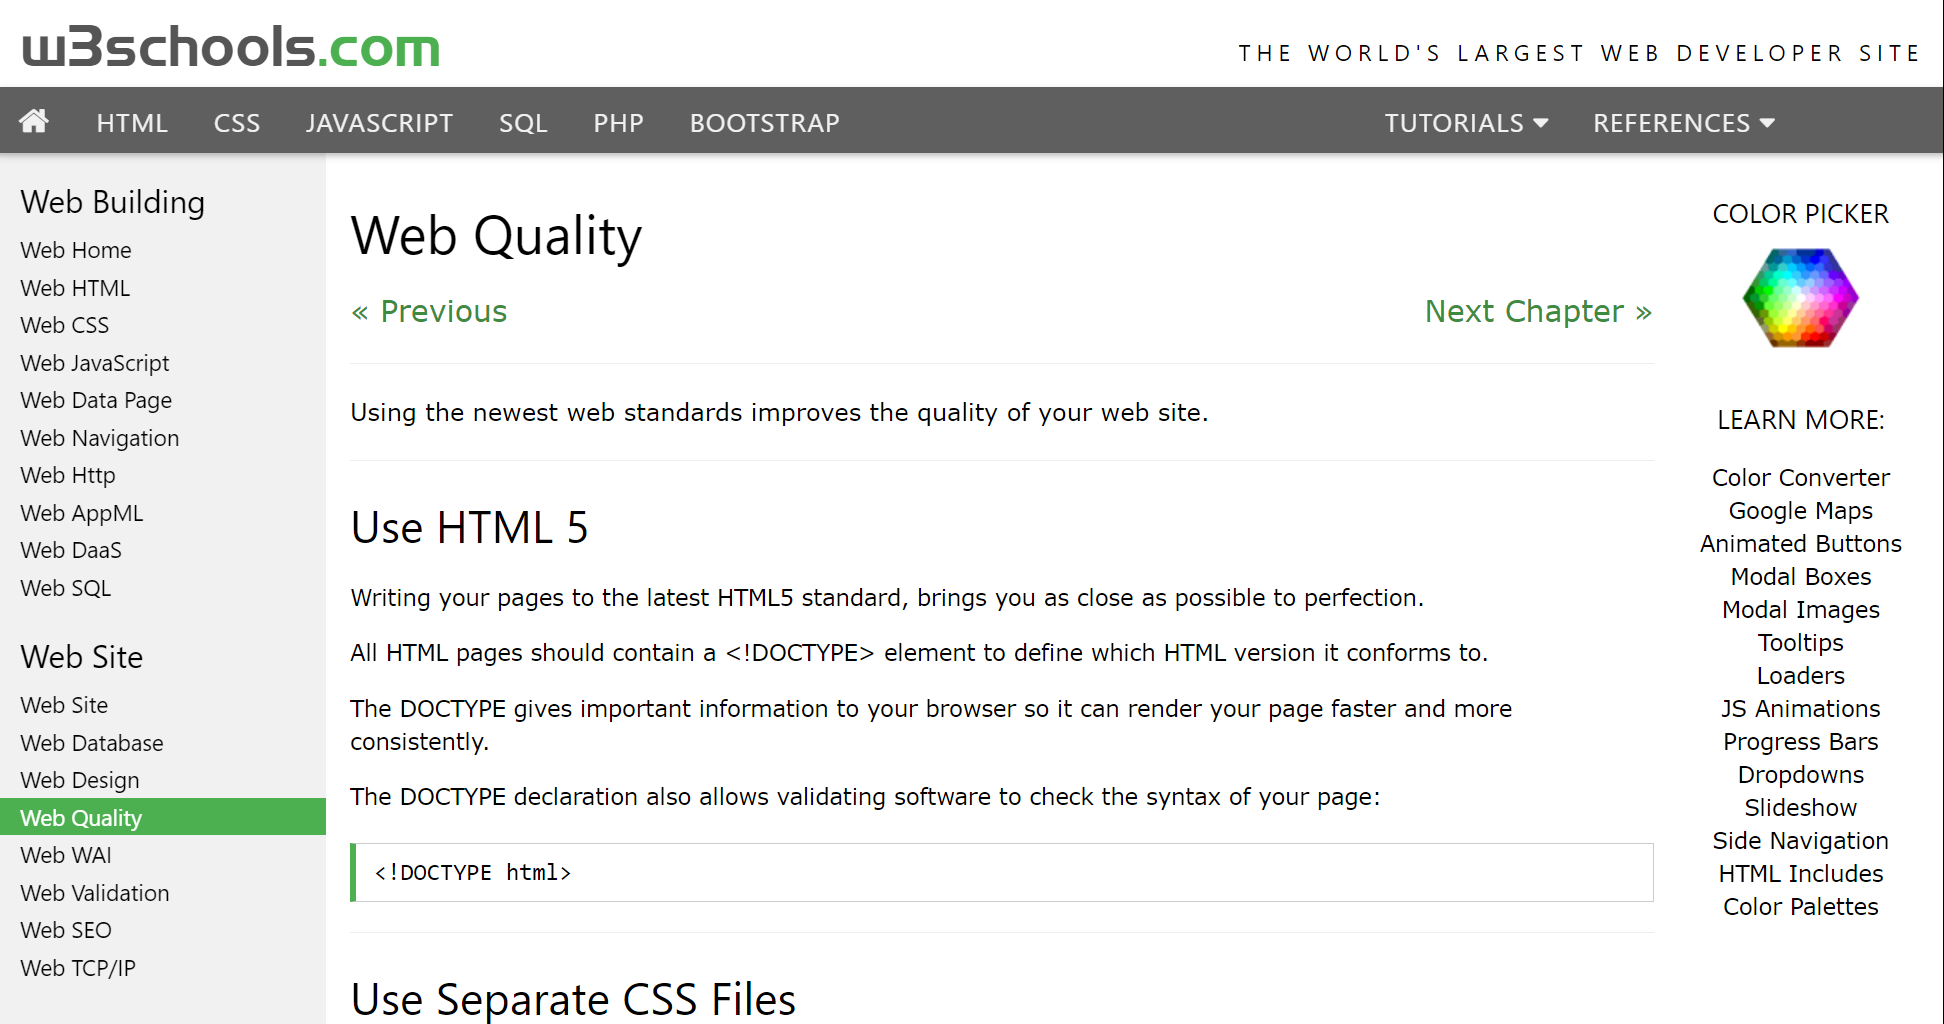 w3schools.com
THE WORLD'S LARGEST WEB DEVELOPER SITE
HTML CSS JAVASCRIPT SQL PHP BOOTSTRAP TUTORIALS REFERENCES
Web Building
Web Home
Web HTML
Web CSS
Web JavaScript
Web Data Page
Web Navigation
Web Http
Web AppML
Web DaaS
Web SQL
Web Site
Web Site
Web Database
Web Design
Web Quality
Web WAI
Web Validation
Web SEO
Web TCP/IP
Web Quality
« Previous
Next Chapter »
Using the newest web standards improves the quality of your web site.
Use HTML 5
Writing your pages to the latest HTML5 standard, brings you as close as possible to perfection.
All HTML pages should contain a <!DOCTYPE> element to define which HTML version it conforms to.
The DOCTYPE gives important information to your browser so it can render your page faster and more
consistently.
The DOCTYPE declaration also allows validating software to check the syntax of your page:
<!DOCTYPE html>
Use Separate CSS Files
COLOR PICKER
LEARN MORE:
Color Converter
Google Maps
Animated Buttons
Modal Boxes
Modal Images
Tooltips
Loaders
JS Animations
Progress Bars
Dropdowns
Slideshow
Side Navigation
HTML Includes
Color Palettes